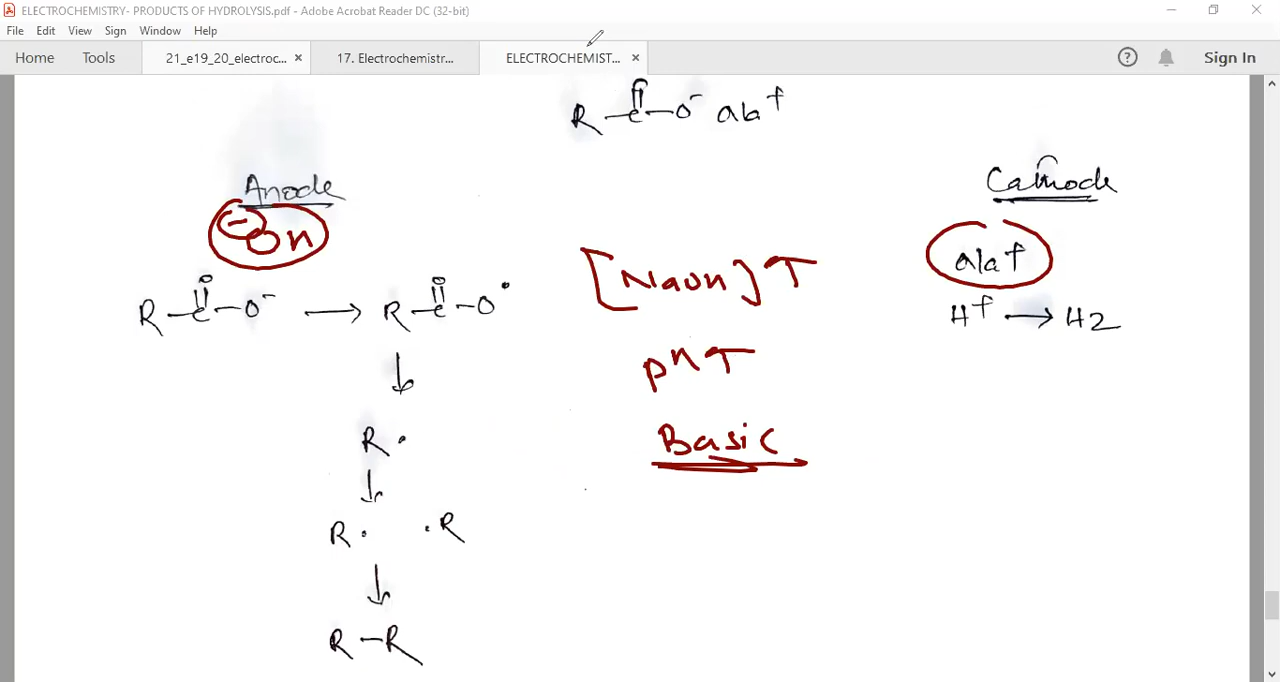 ELECTROCHEMISTRY- PRODUCTS OF HYDROLYSIS.pdf - Adobe Acrobat Reader DC (32-bit)
File Edit View Sign Window Help
Home Tools 21_e19_20_electroc... × 17. Electrochemistr... ELECTROCHEMIST... × ? Sign In
R-C-O⁻ Na⁺
O
Anode
Cathode
⁻OH
[NaOH] ↑
Na⁺
O O
R-C-O⁻ → R-C-O•
H⁺ → H2
↓
pH ↑
R•
Basic
↓
R• •R
↓
R-R